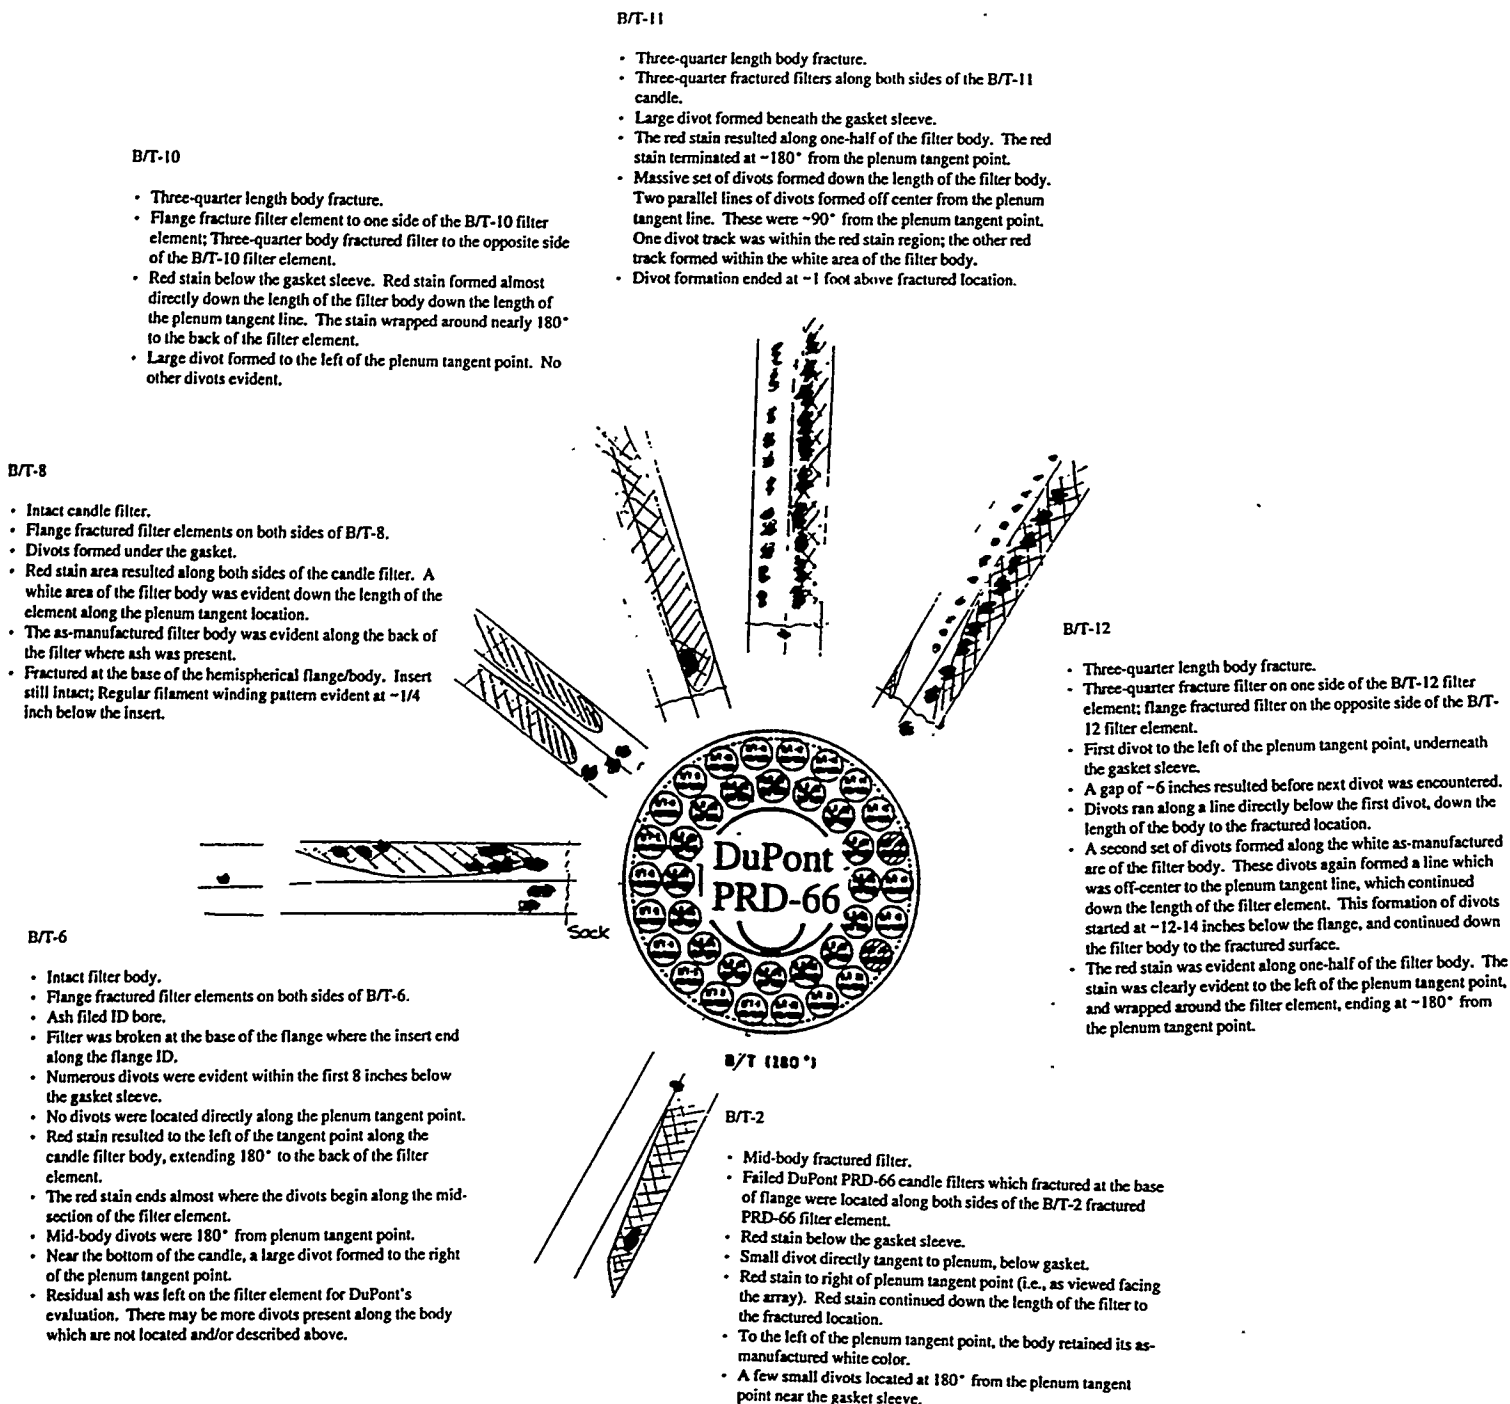 B/T-11
• Three-quarter length body fracture.
• Three-quarter fractured filters along both sides of the B/T-11
candle.
• Large divot formed beneath the gasket sleeve.
• The red stain resulted along one-half of the filter body. The red
stain terminated at ~180° from the plenum tangent point.
• Massive set of divots formed down the length of the filter body.
Two parallel lines of divots formed off center from the plenum
tangent line. These were ~90° from the plenum tangent point.
One divot track was within the red stain region; the other red
track formed within the white area of the filter body.
• Divot formation ended at ~1 foot above fractured location.
B/T-10
• Three-quarter length body fracture.
• Flange fracture filter element to one side of the B/T-10 filter
element; Three-quarter body fractured filter to the opposite side
of the B/T-10 filter element.
• Red stain below the gasket sleeve. Red stain formed almost
directly down the length of the filter body down the length of
the plenum tangent line. The stain wrapped around nearly 180°
to the back of the filter element.
• Large divot formed to the left of the plenum tangent point. No
other divots evident.
B/T-8
• Intact candle filter.
• Flange fractured filter elements on both sides of B/T-8.
• Divots formed under the gasket.
• Red stain area resulted along both sides of the candle filter. A
white area of the filter body was evident down the length of the
element along the plenum tangent location.
• The as-manufactured filter body was evident along the back of
the filter where ash was present.
• Fractured at the base of the hemispherical flange/body. Insert
still intact; Regular filament winding pattern evident at ~1/4
inch below the insert.
B/T-12
• Three-quarter length body fracture.
• Three-quarter fracture filter on one side of the B/T-12 filter
element; flange fractured filter on the opposite side of the B/T-
12 filter element.
• First divot to the left of the plenum tangent point, underneath
the gasket sleeve.
• A gap of ~6 inches resulted before next divot was encountered.
• Divots ran along a line directly below the first divot, down the
length of the body to the fractured location.
• A second set of divots formed along the white as-manufactured
are of the filter body. These divots again formed a line which
was off-center to the plenum tangent line, which continued
down the length of the filter element. This formation of divots
started at ~12-14 inches below the flange, and continued down
the filter body to the fractured surface.
• The red stain was evident along one-half of the filter body. The
stain was clearly evident to the left of the plenum tangent point,
and wrapped around the filter element, ending at ~180° from
the plenum tangent point.
DuPont
PRD-66
Sock
B/T (180°)
B/T-6
• Intact filter body.
• Flange fractured filter elements on both sides of B/T-6.
• Ash filed ID bore.
• Filter was broken at the base of the flange where the insert end
along the flange ID.
• Numerous divots were evident within the first 8 inches below
the gasket sleeve.
• No divots were located directly along the plenum tangent point.
• Red stain resulted to the left of the tangent point along the
candle filter body, extending 180° to the back of the filter
element.
• The red stain ends almost where the divots begin along the mid-
section of the filter element.
• Mid-body divots were 180° from plenum tangent point.
• Near the bottom of the candle, a large divot formed to the right
of the plenum tangent point.
• Residual ash was left on the filter element for DuPont's
evaluation. There may be more divots present along the body
which are not located and/or described above.
B/T-2
• Mid-body fractured filter.
• Failed DuPont PRD-66 candle filters which fractured at the base
of flange were located along both sides of the B/T-2 fractured
PRD-66 filter element.
• Red stain below the gasket sleeve.
• Small divot directly tangent to plenum, below gasket.
• Red stain to right of plenum tangent point (i.e., as viewed facing
the array). Red stain continued down the length of the filter to
the fractured location.
• To the left of the plenum tangent point, the body retained its as-
manufactured white color.
• A few small divots located at 180° from the plenum tangent
point near the gasket sleeve.